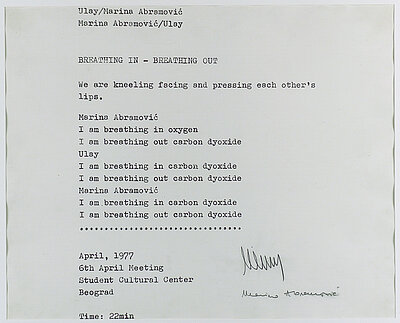 Ulay/Marina Abramović
Marina Abramović/Ulay
BREATHING IN - BREATHING OUT
We are kneeling facing and pressing each other's
lips.
Marina Abramović
I am breathing in oxygen
I am breathing out carbon dyoxide
Ulay
I am breathing in carbon dyoxide
I am breathing out carbon dyoxide
Marina Abramović
I am breathing in carbon dyoxide
I am breathing out carbon dyoxide
.................................
April, 1977
6th April Meeting
Student Cultural Center
Beograd
Marina Abramović
Time: 22min